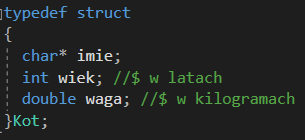 typedef struct
{
char* imie;
int wiek; //$ w latach
double waga; //$ w kilogramach
}Kot;